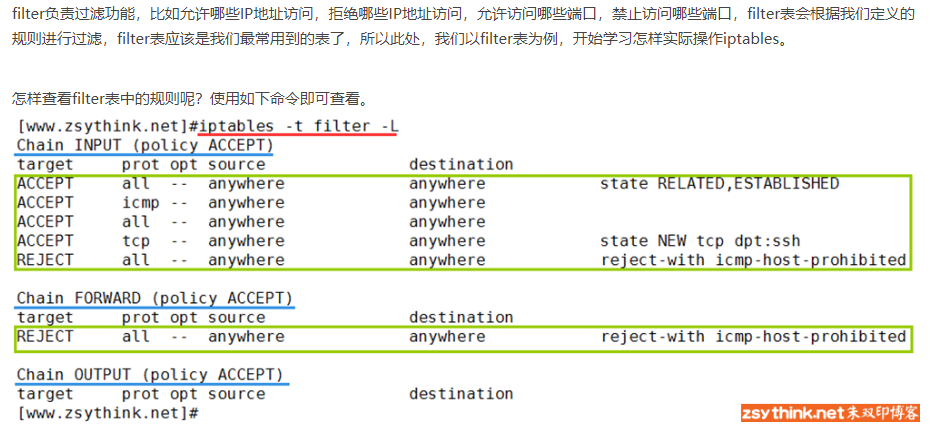 filter负责过滤功能，比如允许哪些IP地址访问，拒绝哪些IP地址访问，允许访问哪些端口，禁止访问哪些端口，filter表会根据我们定义的
规则进行过滤，filter表应该是我们最常用到的表了，所以此处，我们以filter表为例，开始学习怎样实际操作iptables。
怎样查看filter表中的规则呢？使用如下命令即可查看。
[www.zsythink.net]#iptables -t filter -L
Chain INPUT (policy ACCEPT)
target     prot opt source               destination
ACCEPT     all  --  anywhere             anywhere            state RELATED,ESTABLISHED
ACCEPT     icmp --  anywhere             anywhere
ACCEPT     all  --  anywhere             anywhere
ACCEPT     tcp  --  anywhere             anywhere            state NEW tcp dpt:ssh
REJECT     all  --  anywhere             anywhere            reject-with icmp-host-prohibited
Chain FORWARD (policy ACCEPT)
target     prot opt source               destination
REJECT     all  --  anywhere             anywhere            reject-with icmp-host-prohibited
Chain OUTPUT (policy ACCEPT)
target     prot opt source               destination
[www.zsythink.net]#
zsythink.net朱双印博客